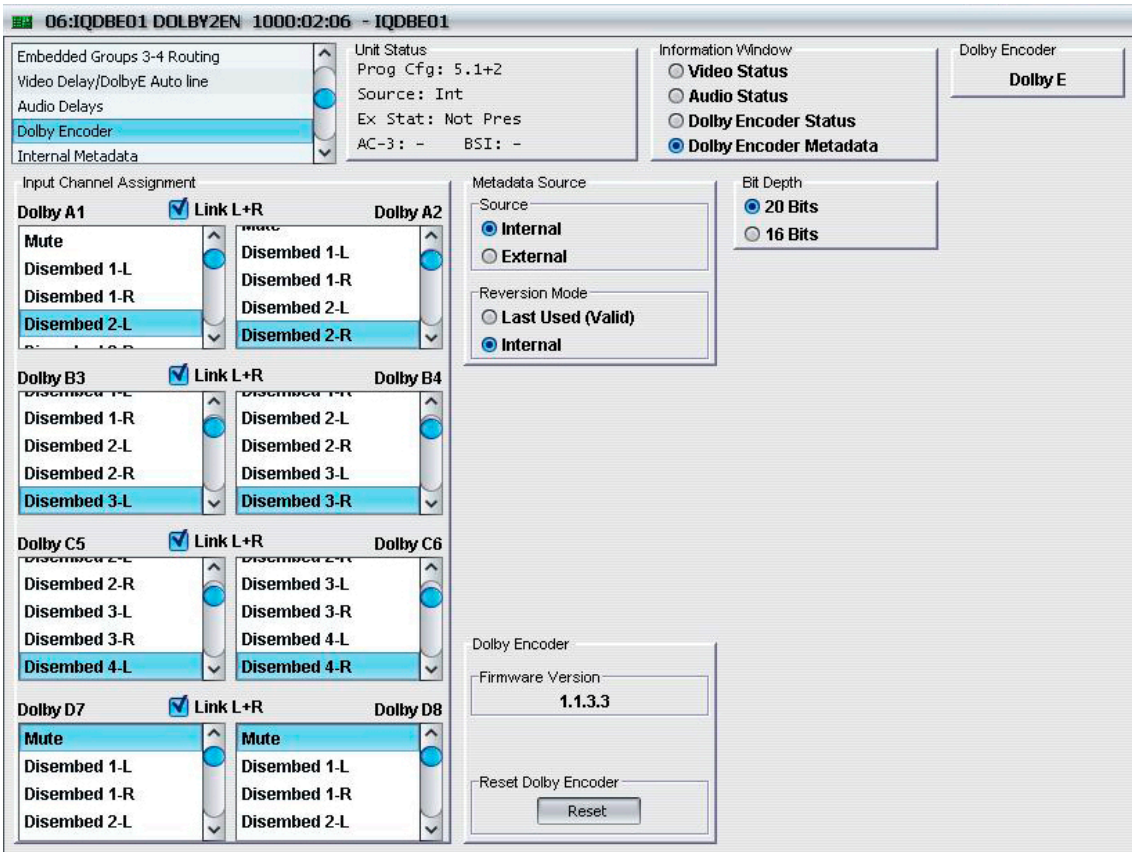 06:IQDBE01 DOLBY2EN 1000:02:06 - IQDBE01
Embedded Groups 3-4 Routing
Video Delay/DolbyE Auto line
Audio Delays
Dolby Encoder
Internal Metadata
Unit Status
Prog Cfg: 5.1+2
Source: Int
Ex Stat: Not Pres
AC-3: - BSI: -
Information Window
Video Status
Audio Status
Dolby Encoder Status
Dolby Encoder Metadata
Dolby Encoder
Dolby E
Input Channel Assignment
Dolby A1
Link L+R
Dolby A2
Mute
Disembed 1-L
Disembed 1-R
Disembed 2-L
Mute
Disembed 1-L
Disembed 1-R
Disembed 2-L
Disembed 2-R
Dolby B3
Link L+R
Dolby B4
Disembed 1-R
Disembed 2-L
Disembed 2-R
Disembed 3-L
Disembed 2-L
Disembed 2-R
Disembed 3-L
Disembed 3-R
Dolby C5
Link L+R
Dolby C6
Disembed 2-R
Disembed 3-L
Disembed 3-R
Disembed 4-L
Disembed 3-L
Disembed 3-R
Disembed 4-L
Disembed 4-R
Dolby D7
Link L+R
Dolby D8
Mute
Disembed 1-L
Disembed 1-R
Disembed 2-L
Mute
Disembed 1-L
Disembed 1-R
Disembed 2-L
Metadata Source
Source
Internal
External
Reversion Mode
Last Used (Valid)
Internal
Bit Depth
20 Bits
16 Bits
Dolby Encoder
Firmware Version
1.1.3.3
Reset Dolby Encoder
Reset